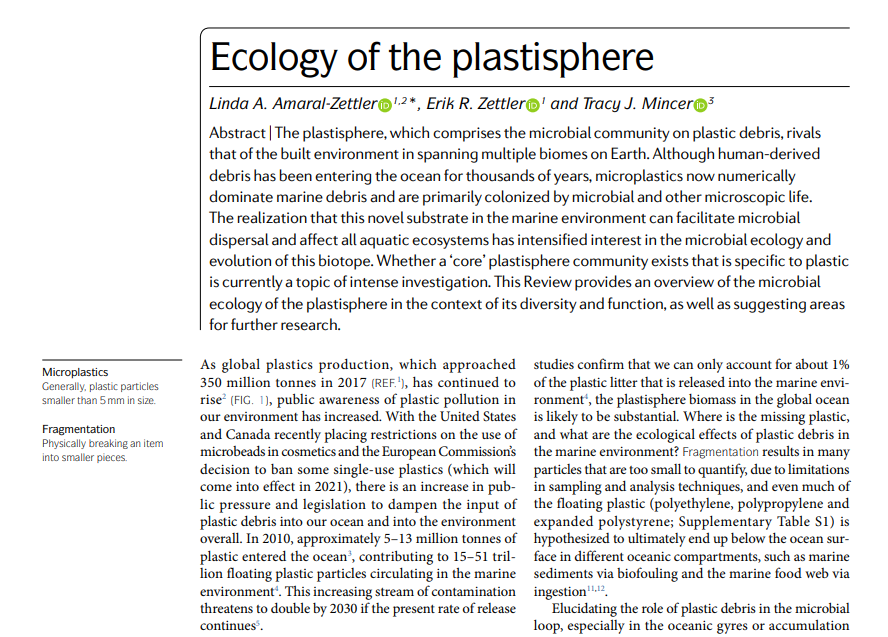 Ecology of the plastisphere
Linda A. Amaral-Zettler iD 1,2*, Erik R. Zettler iD 1 and Tracy J. Mincer iD 3
Abstract | The plastisphere, which comprises the microbial community on plastic debris, rivals
that of the built environment in spanning multiple biomes on Earth. Although human-derived
debris has been entering the ocean for thousands of years, microplastics now numerically
dominate marine debris and are primarily colonized by microbial and other microscopic life.
The realization that this novel substrate in the marine environment can facilitate microbial
dispersal and affect all aquatic ecosystems has intensified interest in the microbial ecology and
evolution of this biotope. Whether a ‘core’ plastisphere community exists that is specific to plastic
is currently a topic of intense investigation. This Review provides an overview of the microbial
ecology of the plastisphere in the context of its diversity and function, as well as suggesting areas
for further research.
Microplastics
Generally, plastic particles
smaller than 5 mm in size.
Fragmentation
Physically breaking an item
into smaller pieces.
As global plastics production, which approached
350 million tonnes in 2017 (REF.1), has continued to
rise2 (FIG. 1), public awareness of plastic pollution in
our environment has increased. With the United States
and Canada recently placing restrictions on the use of
microbeads in cosmetics and the European Commission’s
decision to ban some single-use plastics (which will
come into effect in 2021), there is an increase in pub-
lic pressure and legislation to dampen the input of
plastic debris into our ocean and into the environment
overall. In 2010, approximately 5–13 million tonnes of
plastic entered the ocean3, contributing to 15–51 tril-
lion floating plastic particles circulating in the marine
environment4. This increasing stream of contamination
threatens to double by 2030 if the present rate of release
continues5.
studies confirm that we can only account for about 1%
of the plastic litter that is released into the marine envi-
ronment4, the plastisphere biomass in the global ocean
is likely to be substantial. Where is the missing plastic,
and what are the ecological effects of plastic debris in
the marine environment? Fragmentation results in many
particles that are too small to quantify, due to limitations
in sampling and analysis techniques, and even much of
the floating plastic (polyethylene, polypropylene and
expanded polystyrene; Supplementary Table S1) is
hypothesized to ultimately end up below the ocean sur-
face in different oceanic compartments, such as marine
sediments via biofouling and the marine food web via
ingestion11,12.
Elucidating the role of plastic debris in the microbial
loop, especially in the oceanic gyres or accumulation